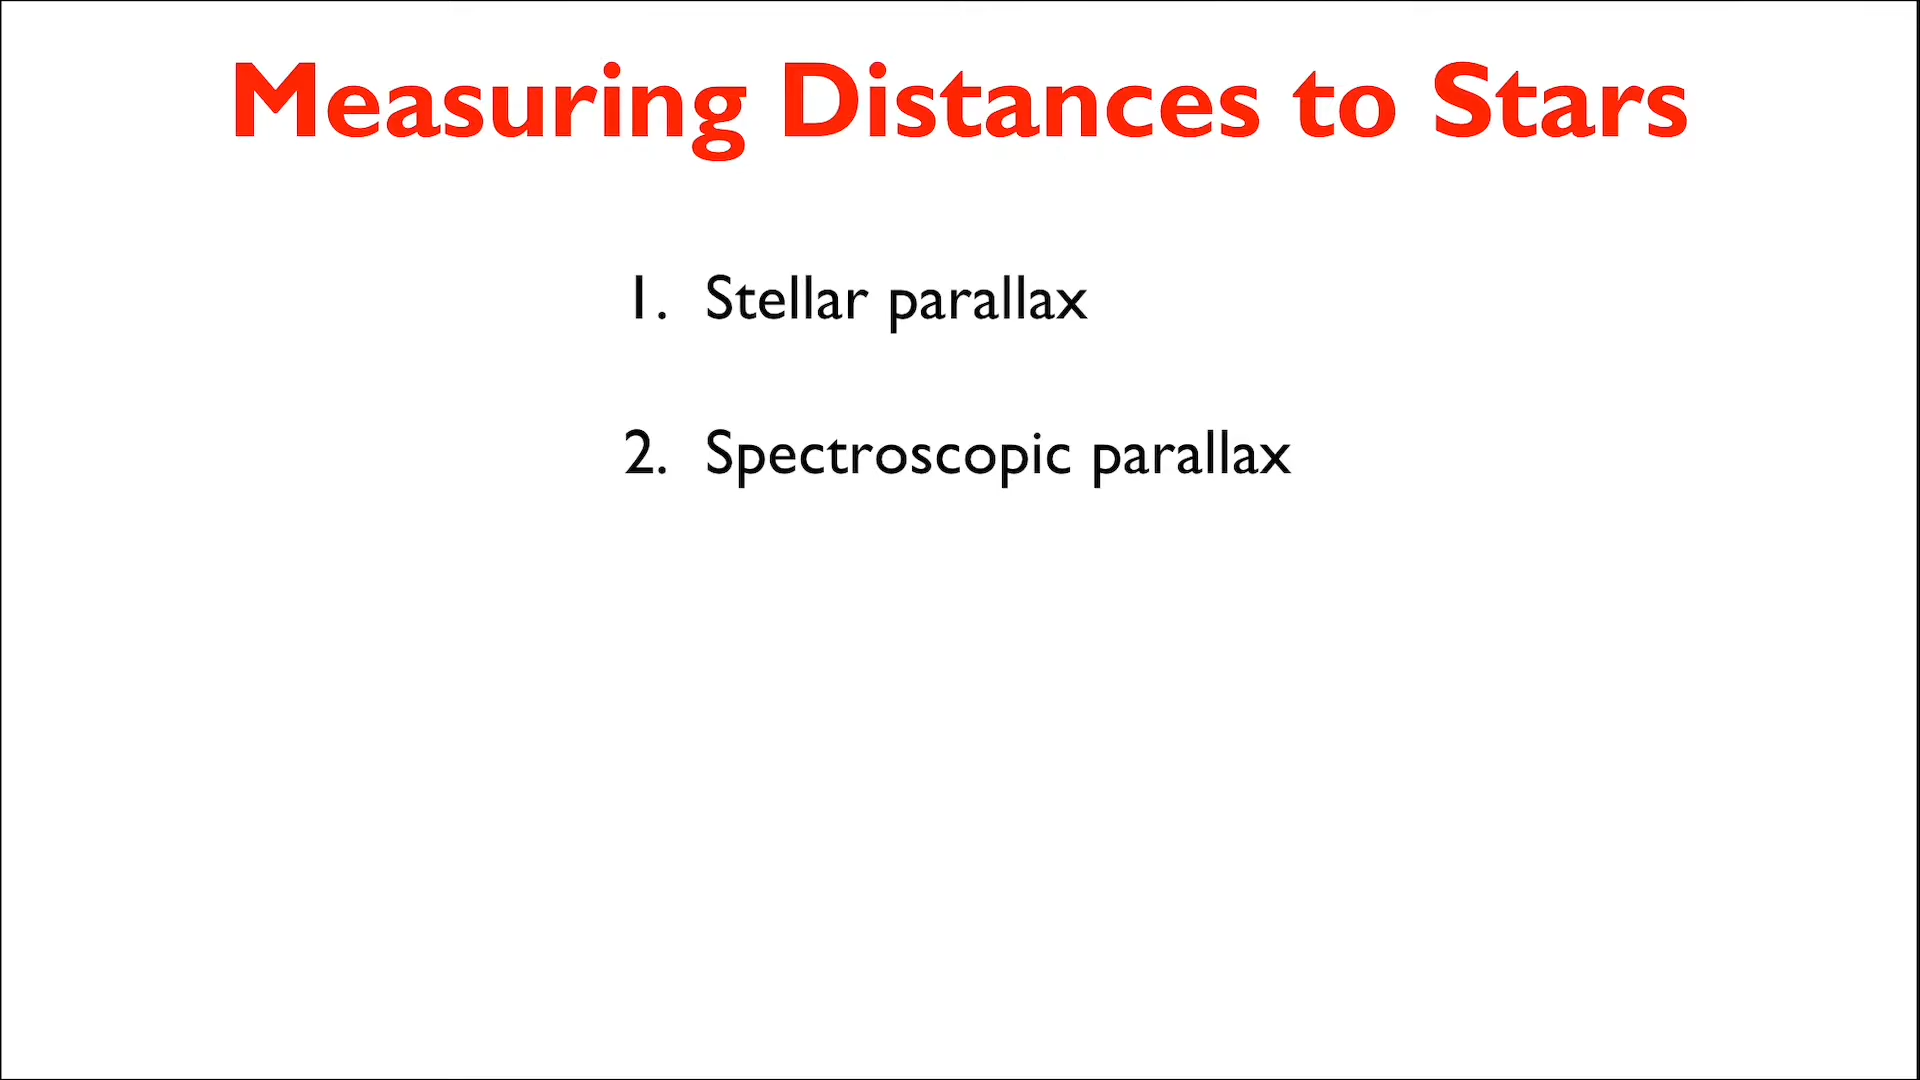 Measuring Distances to Stars
1. Stellar parallax
2. Spectroscopic parallax